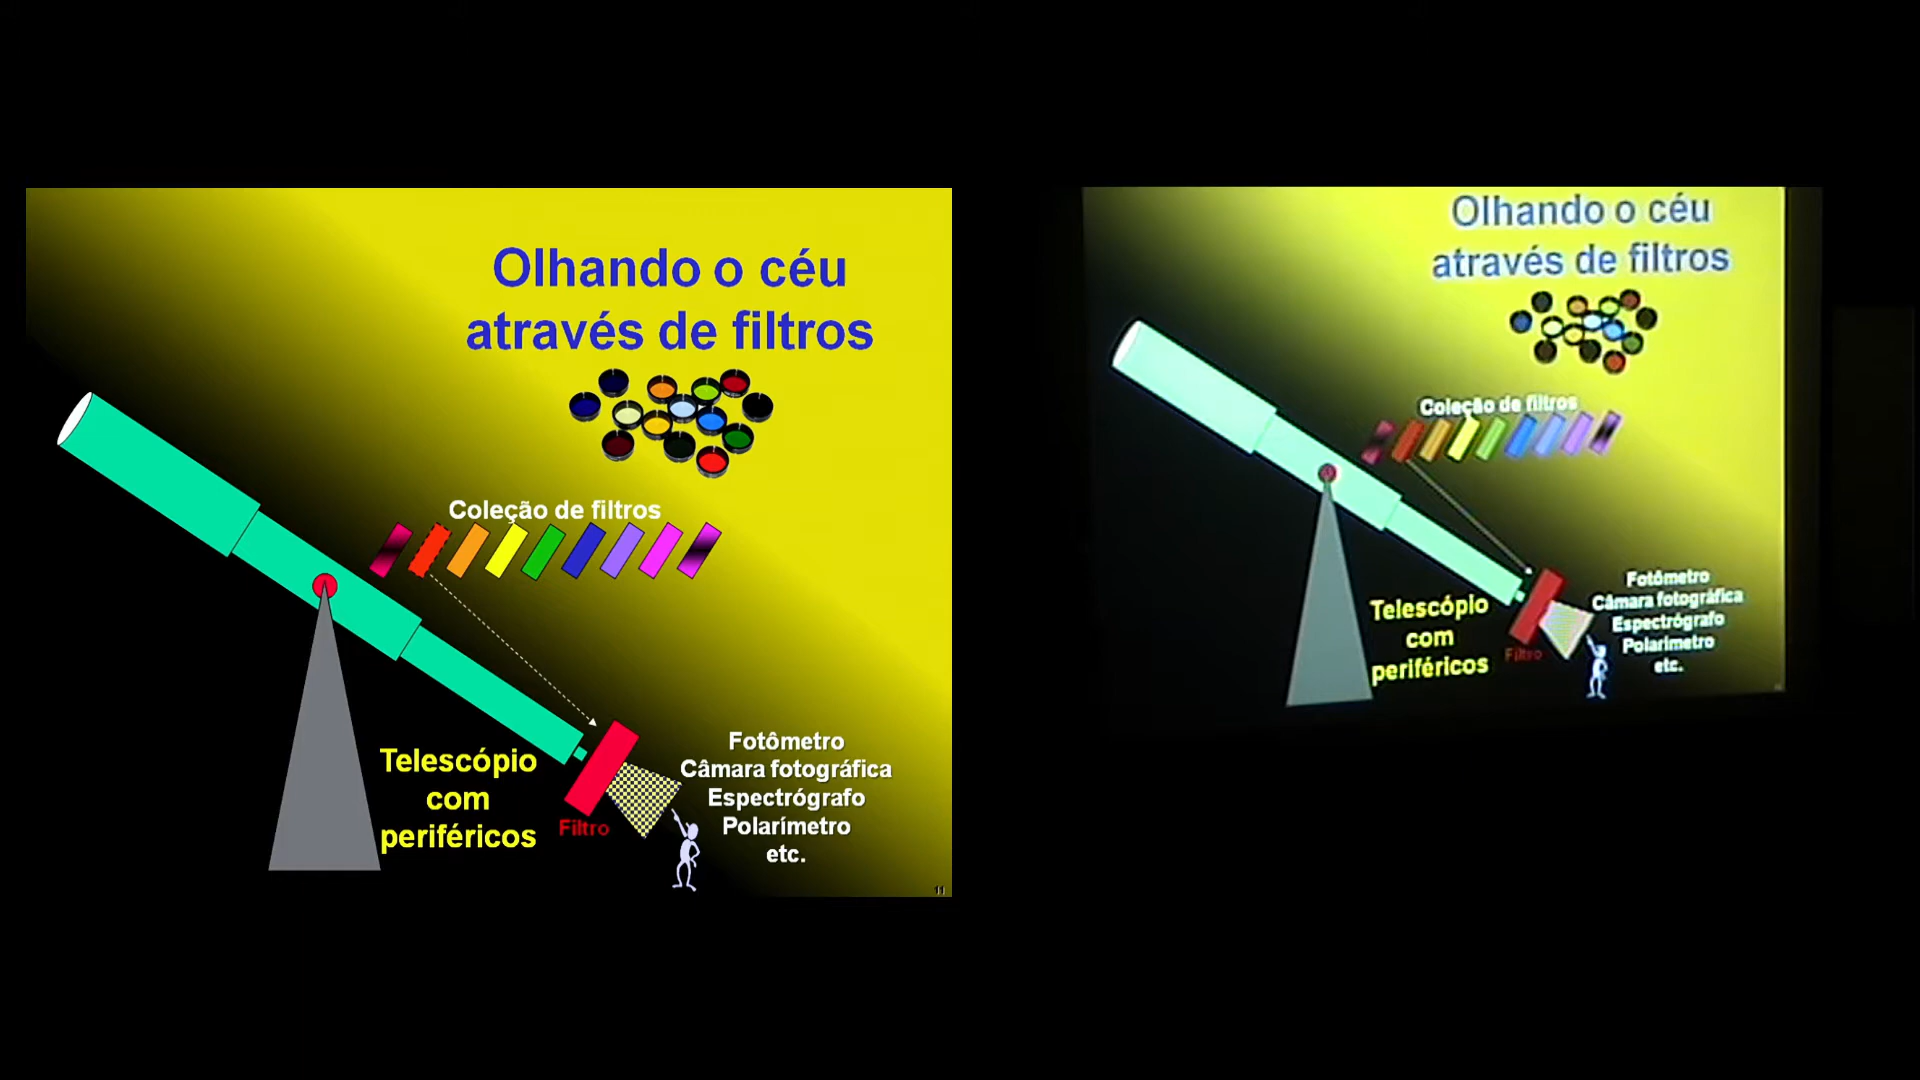 Olhando o céu
através de filtros
Coleção de filtros
Telescópio
com
periféricos
Filtro
Fotômetro
Câmara fotográfica
Espectrógrafo
Polarímetro
etc.
11
Olhando o céu
através de filtros
Coleção de filtros
Telescópio
com
periféricos
Filtro
Fotômetro
Câmara fotográfica
Espectrógrafo
Polarímetro
etc.